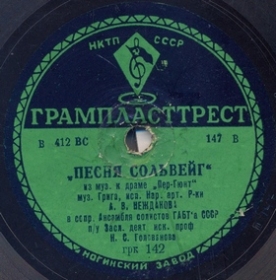 НКТП СССР
ГРАМПЛАСТТРЕСТ
В 412 ВС 147 В
„ПЕСНЯ СОЛЬВЕЙГ"
из муз. к драме „Пер-Гюнт"
муз. Грига, исп. Нар. арт. Р-ки
А. В. НЕЖДАНОВА
в сопр. Ансамбля солистов ГАБТ'а СССР
п/у Засл. деят. иск. проф
Н. С. Голованова
грк 142
НОГИНСКИЙ ЗАВОД